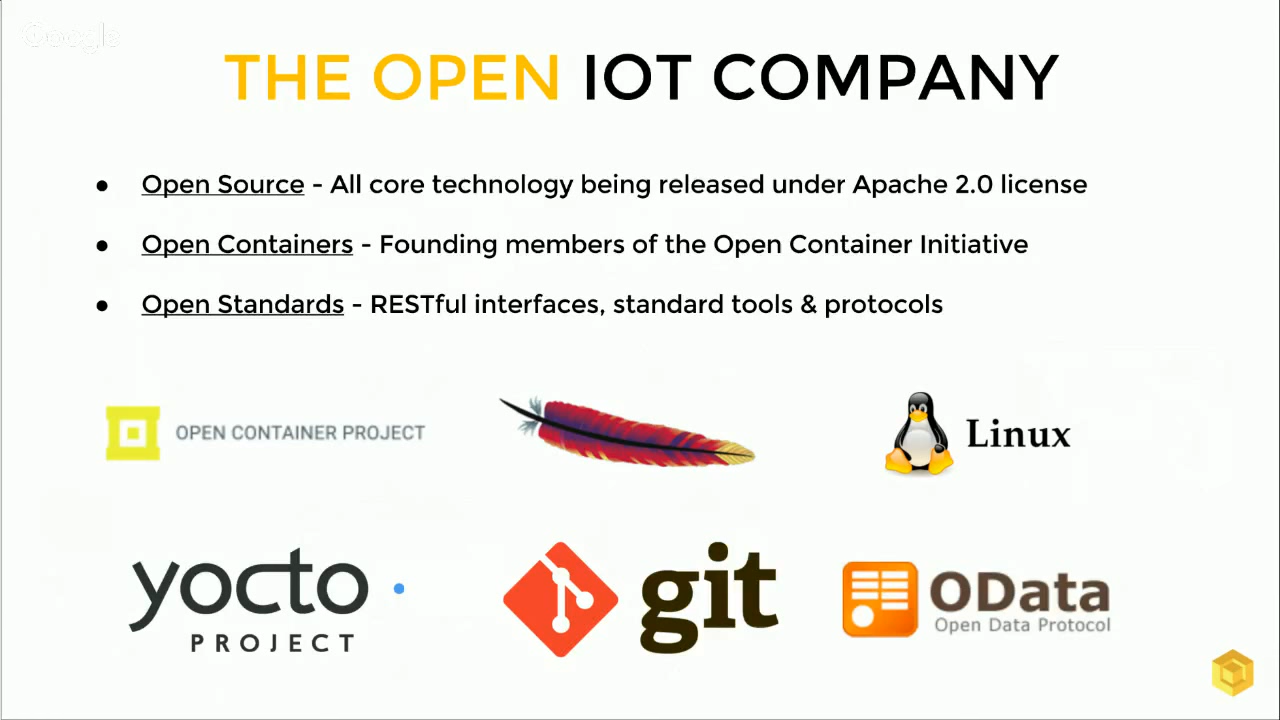 Google
THE OPEN IOT COMPANY
● Open Source - All core technology being released under Apache 2.0 license
● Open Containers - Founding members of the Open Container Initiative
● Open Standards - RESTful interfaces, standard tools & protocols
OPEN CONTAINER PROJECT
Linux
yocto
PROJECT
git
OData
Open Data Protocol